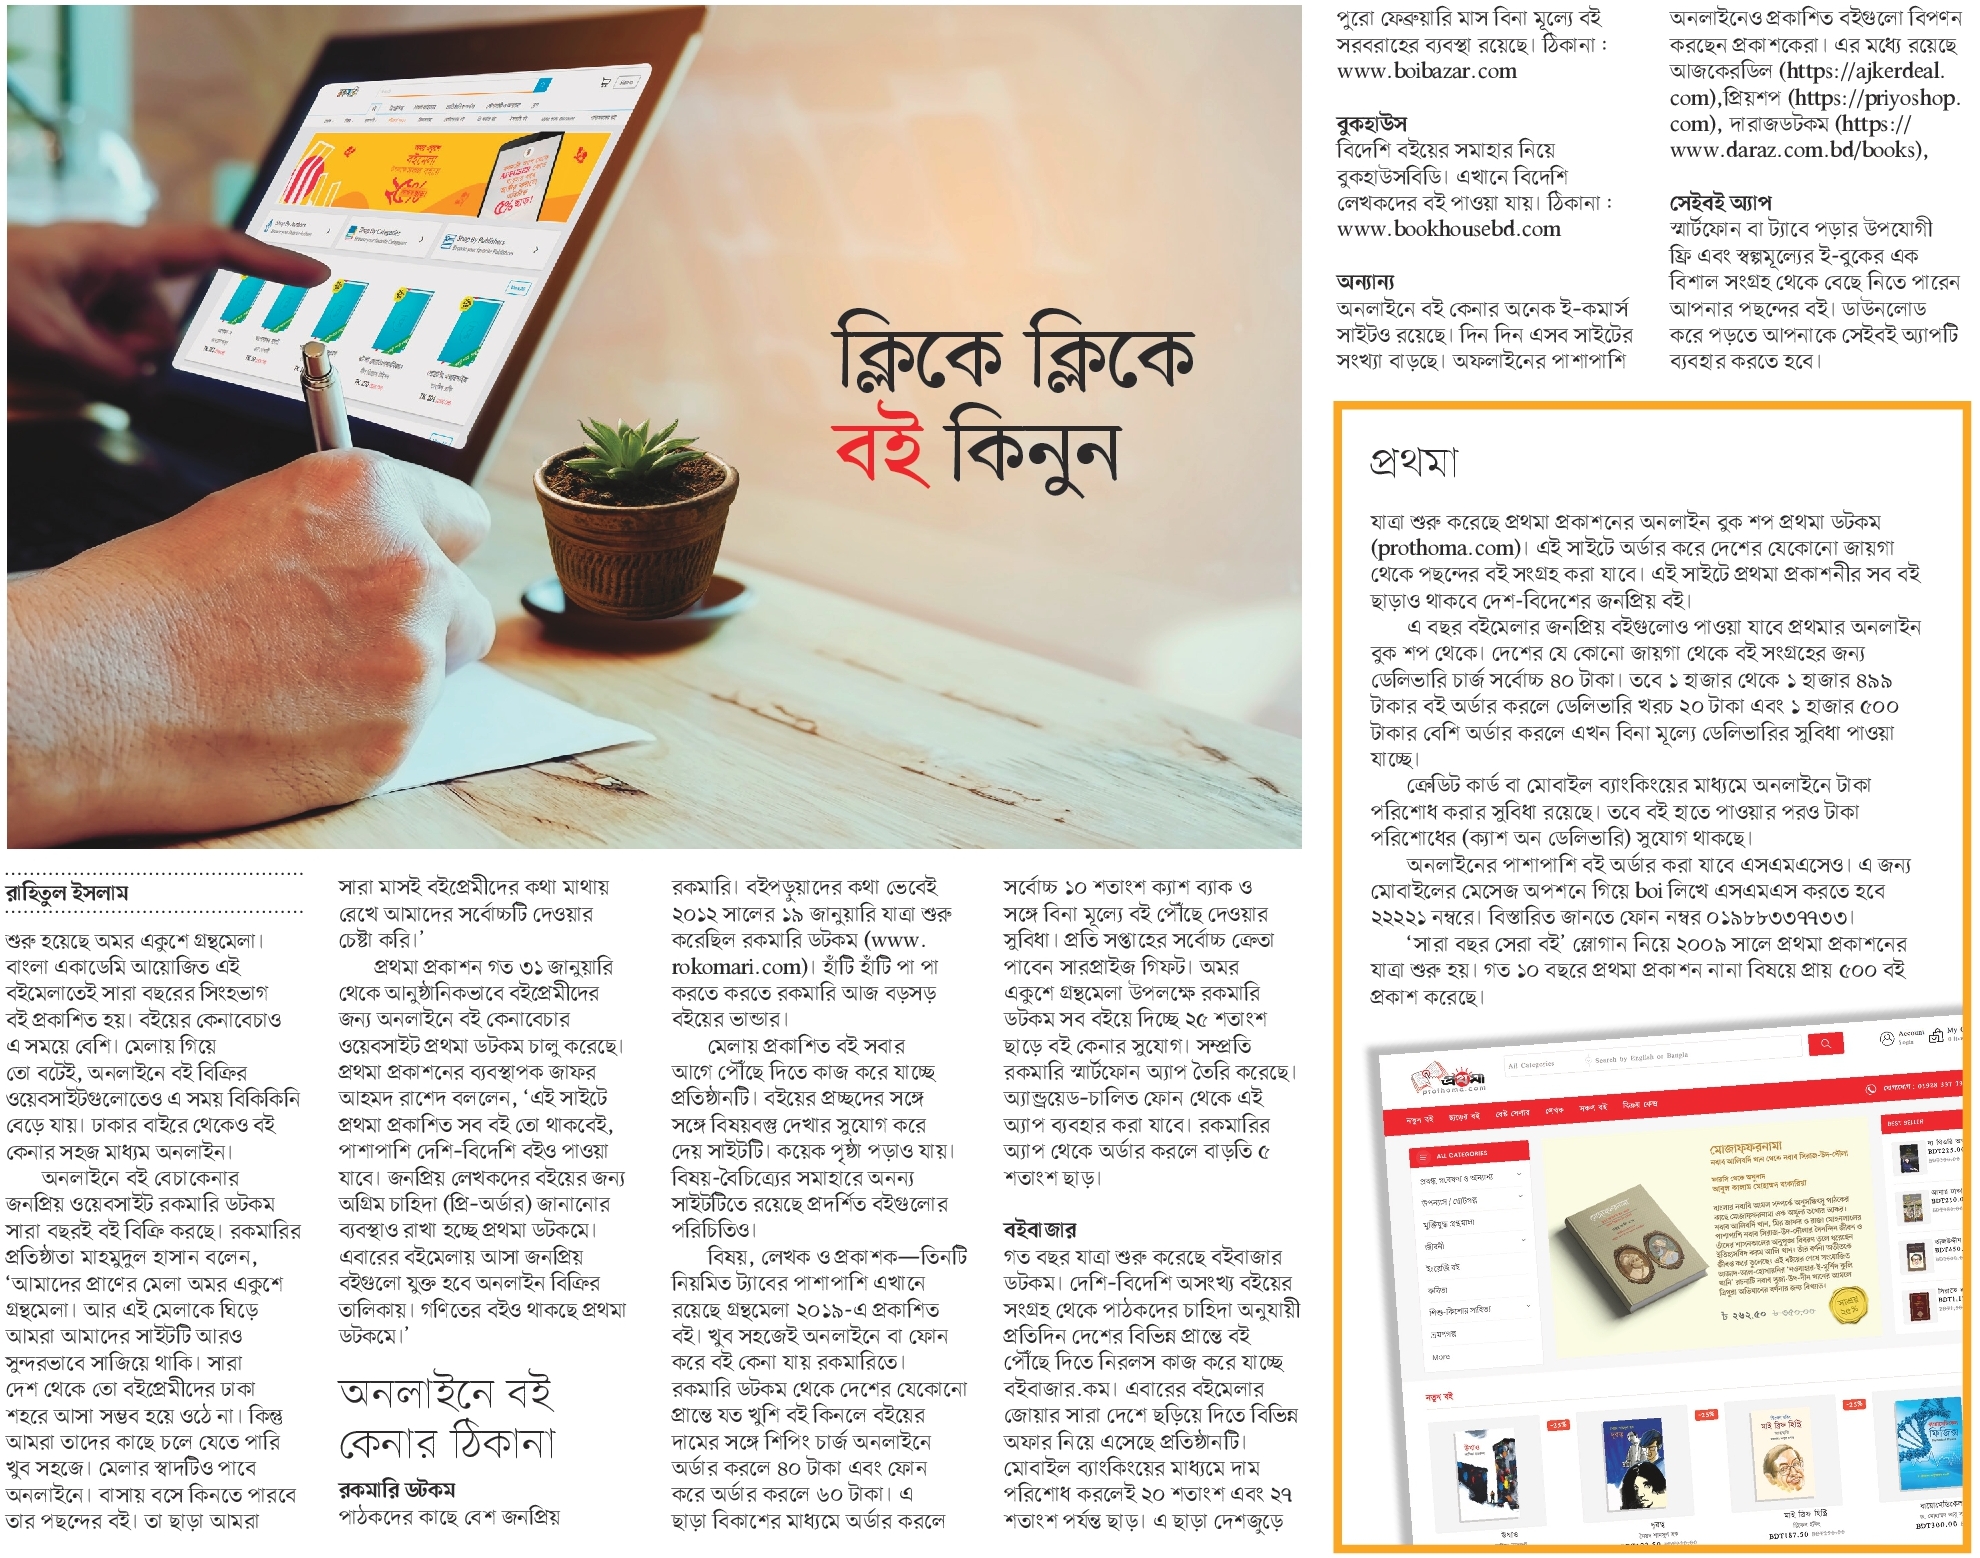 ক্লিকে ক্লিকে
বই কিনুন
রাহিতুল ইসলাম
শুরু হয়েছে অমর একুশে গ্রন্থমেলা।
বাংলা একাডেমি আয়োজিত এই
বইমেলাতেই সারা বছরের সিংহভাগ
বই প্রকাশিত হয়। বইয়ের কেনাবেচাও
এ সময়ে বেশি। মেলায় গিয়ে
তো বটেই, অনলাইনে বই বিক্রির
ওয়েবসাইটগুলোতেও এ সময় বিকিকিনি
বেড়ে যায়। ঢাকার বাইরে থেকেও বই
কেনার সহজ মাধ্যম অনলাইন।
অনলাইনে বই বেচাকেনার
জনপ্রিয় ওয়েবসাইট রকমারি ডটকম
সারা বছরই বই বিক্রি করছে। রকমারির
প্রতিষ্ঠাতা মাহমুদুল হাসান বলেন,
‘আমাদের প্রাণের মেলা অমর একুশে
গ্রন্থমেলা। আর এই মেলাকে ঘিড়ে
আমরা আমাদের সাইটটি আরও
সুন্দরভাবে সাজিয়ে থাকি। সারা
দেশ থেকে তো বইপ্রেমীদের ঢাকা
শহরে আসা সম্ভব হয়ে ওঠে না। কিন্তু
আমরা তাদের কাছে চলে যেতে পারি
খুব সহজে। মেলার স্বাদটিও পাবে
অনলাইনে। বাসায় বসে কিনতে পারবে
তার পছন্দের বই। তা ছাড়া আমরা
সারা মাসই বইপ্রেমীদের কথা মাথায়
রেখে আমাদের সর্বোচ্চটি দেওয়ার
চেষ্টা করি।’
প্রথমা প্রকাশন গত ৩১ জানুয়ারি
থেকে আনুষ্ঠানিকভাবে বইপ্রেমীদের
জন্য অনলাইনে বই কেনাবেচার
ওয়েবসাইট প্রথমা ডটকম চালু করেছে।
প্রথমা প্রকাশনের ব্যবস্থাপক জাফর
আহমদ রাশেদ বললেন, ‘এই সাইটে
প্রথমা প্রকাশিত সব বই তো থাকবেই,
পাশাপাশি দেশি-বিদেশি বইও পাওয়া
যাবে। জনপ্রিয় লেখকদের বইয়ের জন্য
অগ্রিম চাহিদা (প্রি-অর্ডার) জানানোর
ব্যবস্থাও রাখা হচ্ছে প্রথমা ডটকমে।
এবারের বইমেলায় আসা জনপ্রিয়
বইগুলো যুক্ত হবে অনলাইন বিক্রির
তালিকায়। গণিতের বইও থাকছে প্রথমা
ডটকমে।’
অনলাইনে বই
কেনার ঠিকানা
রকমারি ডটকম
পাঠকদের কাছে বেশ জনপ্রিয়
রকমারি। বইপড়ুয়াদের কথা ভেবেই
২০১২ সালের ১৯ জানুয়ারি যাত্রা শুরু
করেছিল রকমারি ডটকম (www.
rokomari.com)। হাঁটি হাঁটি পা পা
করতে করতে রকমারি আজ বড়সড়
বইয়ের ভান্ডার।
মেলায় প্রকাশিত বই সবার
আগে পৌঁছে দিতে কাজ করে যাচ্ছে
প্রতিষ্ঠানটি। বইয়ের প্রচ্ছদের সঙ্গে
সঙ্গে বিষয়বস্তু দেখার সুযোগ করে
দেয় সাইটটি। কয়েক পৃষ্ঠা পড়াও যায়।
বিষয়-বৈচিত্র্যের সমাহারে অনন্য
সাইটটিতে রয়েছে প্রদর্শিত বইগুলোর
পরিচিতিও।
বিষয়, লেখক ও প্রকাশক—তিনটি
নিয়মিত ট্যাবের পাশাপাশি এখানে
রয়েছে গ্রন্থমেলা ২০১৯-এ প্রকাশিত
বই। খুব সহজেই অনলাইনে বা ফোন
করে বই কেনা যায় রকমারিতে।
রকমারি ডটকম থেকে দেশের যেকোনো
প্রান্তে যত খুশি বই কিনলে বইয়ের
দামের সঙ্গে শিপিং চার্জ অনলাইনে
অর্ডার করলে ৪০ টাকা এবং ফোন
করে অর্ডার করলে ৬০ টাকা। এ
ছাড়া বিকাশের মাধ্যমে অর্ডার করলে
সর্বোচ্চ ১০ শতাংশ ক্যাশ ব্যাক ও
সঙ্গে বিনা মূল্যে বই পৌঁছে দেওয়ার
সুবিধা। প্রতি সপ্তাহের সর্বোচ্চ ক্রেতা
পাবেন সারপ্রাইজ গিফট। অমর
একুশে গ্রন্থমেলা উপলক্ষে রকমারি
ডটকম সব বইয়ে দিচ্ছে ২৫ শতাংশ
ছাড়ে বই কেনার সুযোগ। সম্প্রতি
রকমারি স্মার্টফোন অ্যাপ তৈরি করেছে।
অ্যান্ড্রয়েড-চালিত ফোন থেকে এই
অ্যাপ ব্যবহার করা যাবে। রকমারির
অ্যাপ থেকে অর্ডার করলে বাড়তি ৫
শতাংশ ছাড়।
বইবাজার
গত বছর যাত্রা শুরু করেছে বইবাজার
ডটকম। দেশি-বিদেশি অসংখ্য বইয়ের
সংগ্রহ থেকে পাঠকদের চাহিদা অনুযায়ী
প্রতিদিন দেশের বিভিন্ন প্রান্তে বই
পৌঁছে দিতে নিরলস কাজ করে যাচ্ছে
বইবাজার.কম। এবারের বইমেলার
জোয়ার সারা দেশে ছড়িয়ে দিতে বিভিন্ন
অফার নিয়ে এসেছে প্রতিষ্ঠানটি।
মোবাইল ব্যাংকিংয়ের মাধ্যমে দাম
পরিশোধ করলেই ২০ শতাংশ এবং ২৭
শতাংশ পর্যন্ত ছাড়। এ ছাড়া দেশজুড়ে
পুরো ফেব্রুয়ারি মাস বিনা মূল্যে বই
সরবরাহের ব্যবস্থা রয়েছে। ঠিকানা :
www.boibazar.com
বুকহাউস
বিদেশি বইয়ের সমাহার নিয়ে
বুকহাউসবিডি। এখানে বিদেশি
লেখকদের বই পাওয়া যায়। ঠিকানা :
www.bookhousebd.com
অন্যান্য
অনলাইনে বই কেনার অনেক ই-কমার্স
সাইটও রয়েছে। দিন দিন এসব সাইটের
সংখ্যা বাড়ছে। অফলাইনের পাশাপাশি
অনলাইনেও প্রকাশিত বইগুলো বিপণন
করছেন প্রকাশকেরা। এর মধ্যে রয়েছে
আজকেরডিল (https://ajkerdeal.
com),প্রিয়শপ (https://priyoshop.
com), দারাজডটকম (https://
www.daraz.com.bd/books),
সেইবই অ্যাপ
স্মার্টফোন বা ট্যাবে পড়ার উপযোগী
ফ্রি এবং স্বল্পমূল্যের ই-বুকের এক
বিশাল সংগ্রহ থেকে বেছে নিতে পারেন
আপনার পছন্দের বই। ডাউনলোড
করে পড়তে আপনাকে সেইবই অ্যাপটি
ব্যবহার করতে হবে।
প্রথমা
যাত্রা শুরু করেছে প্রথমা প্রকাশনের অনলাইন বুক শপ প্রথমা ডটকম
(prothoma.com)। এই সাইটে অর্ডার করে দেশের যেকোনো জায়গা
থেকে পছন্দের বই সংগ্রহ করা যাবে। এই সাইটে প্রথমা প্রকাশনীর সব বই
ছাড়াও থাকবে দেশ-বিদেশের জনপ্রিয় বই।
এ বছর বইমেলার জনপ্রিয় বইগুলোও পাওয়া যাবে প্রথমার অনলাইন
বুক শপ থেকে। দেশের যে কোনো জায়গা থেকে বই সংগ্রহের জন্য
ডেলিভারি চার্জ সর্বোচ্চ ৪০ টাকা। তবে ১ হাজার থেকে ১ হাজার ৪৯৯
টাকার বই অর্ডার করলে ডেলিভারি খরচ ২০ টাকা এবং ১ হাজার ৫০০
টাকার বেশি অর্ডার করলে এখন বিনা মূল্যে ডেলিভারির সুবিধা পাওয়া
যাচ্ছে।
ক্রেডিট কার্ড বা মোবাইল ব্যাংকিংয়ের মাধ্যমে অনলাইনে টাকা
পরিশোধ করার সুবিধা রয়েছে। তবে বই হাতে পাওয়ার পরও টাকা
পরিশোধের (ক্যাশ অন ডেলিভারি) সুযোগ থাকছে।
অনলাইনের পাশাপাশি বই অর্ডার করা যাবে এসএমএসেও। এ জন্য
মোবাইলের মেসেজ অপশনে গিয়ে boi লিখে এসএমএস করতে হবে
২২২২১ নম্বরে। বিস্তারিত জানতে ফোন নম্বর ০১৯৮৮৩৩৭৭৩৩।
‘সারা বছর সেরা বই’ স্লোগান নিয়ে ২০০৯ সালে প্রথমা প্রকাশনের
যাত্রা শুরু হয়। গত ১০ বছরে প্রথমা প্রকাশন নানা বিষয়ে প্রায় ৫০০ বই
প্রকাশ করেছে।
প্রথমা
prothoma.com
All Categories
Search by English or Bangla
Account
Login
নতুন বই
ছাড়ের বই
বেস্ট সেলার
লেখক
সকল বই
ALL CATEGORIES
BEST SELLER
জীবনী
ইংরেজি বই
কবিতা
শিশু-কিশোর সাহিত্য
ভ্রমণগল্প
More
মোজাফ্‌ফরনামা
৳ ২৬২.৫০ ৳ ৩৫০.০০
সাশ্রয়
২৫%
নতুন বই
-25%
-25%
-25%
উধাও
দূরত্ব
মাই ব্রিফ হিস্ট্রি
BDT187.50